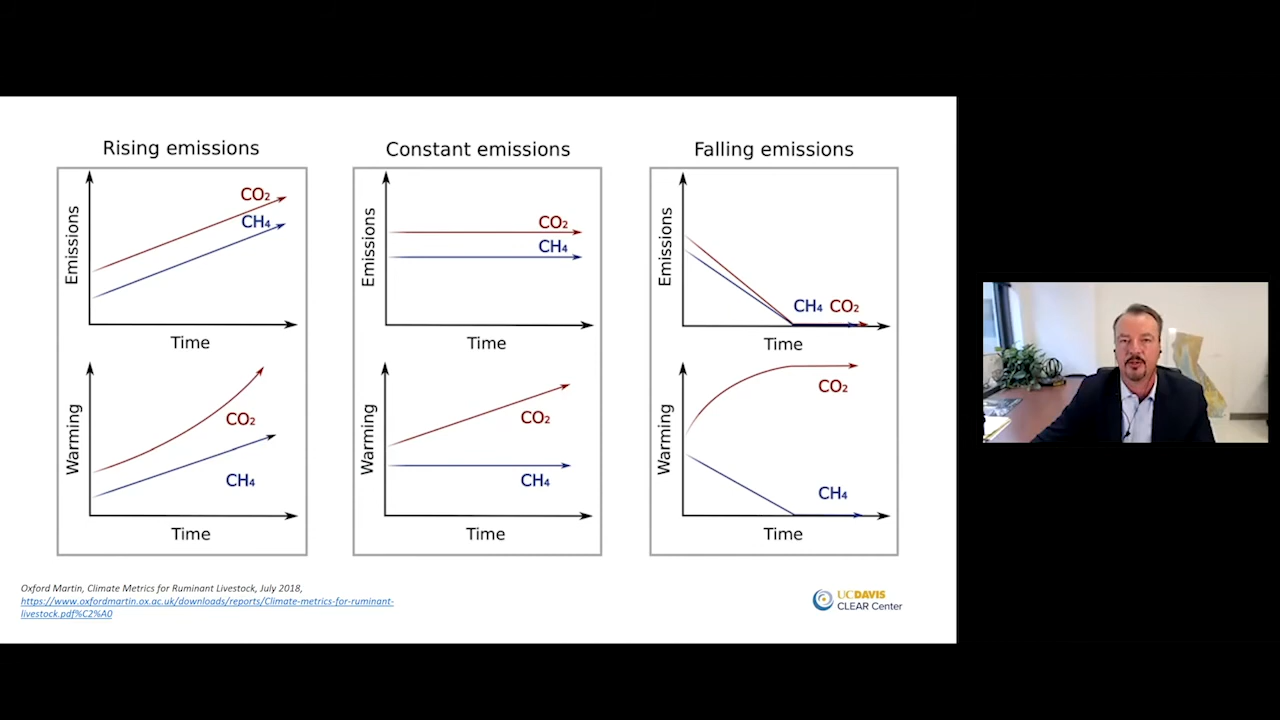 Rising emissions
Emissions
CO₂
CH₄
Time
Warming
CO₂
CH₄
Time
Constant emissions
Emissions
CO₂
CH₄
Time
Warming
CO₂
CH₄
Time
Falling emissions
Emissions
CH₄ CO₂
Time
Warming
CO₂
CH₄
Time
Oxford Martin, Climate Metrics for Ruminant Livestock, July 2018,
https://www.oxfordmartin.ox.ac.uk/downloads/reports/Climate-metrics-for-ruminant-
livestock.pdf%C2%A0
UCDAVIS
CLEAR Center